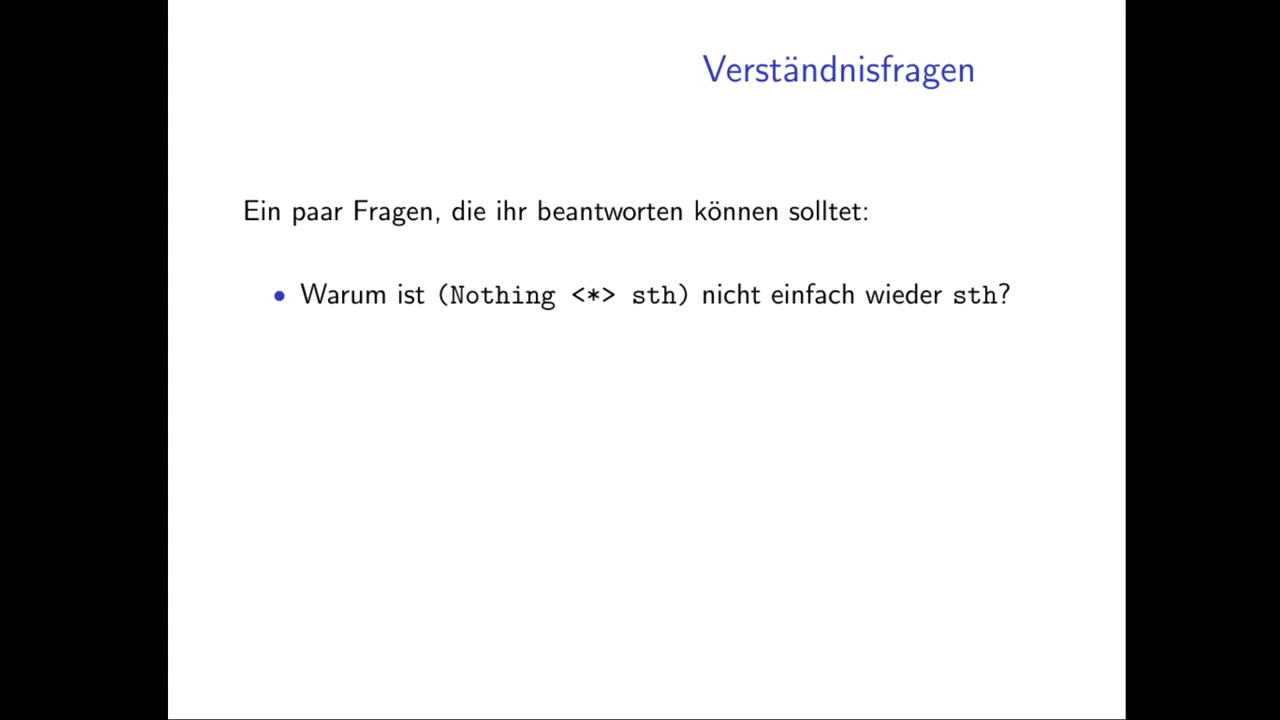 Verständnisfragen
Ein paar Fragen, die ihr beantworten können solltet:
• Warum ist (Nothing <*> sth) nicht einfach wieder sth?